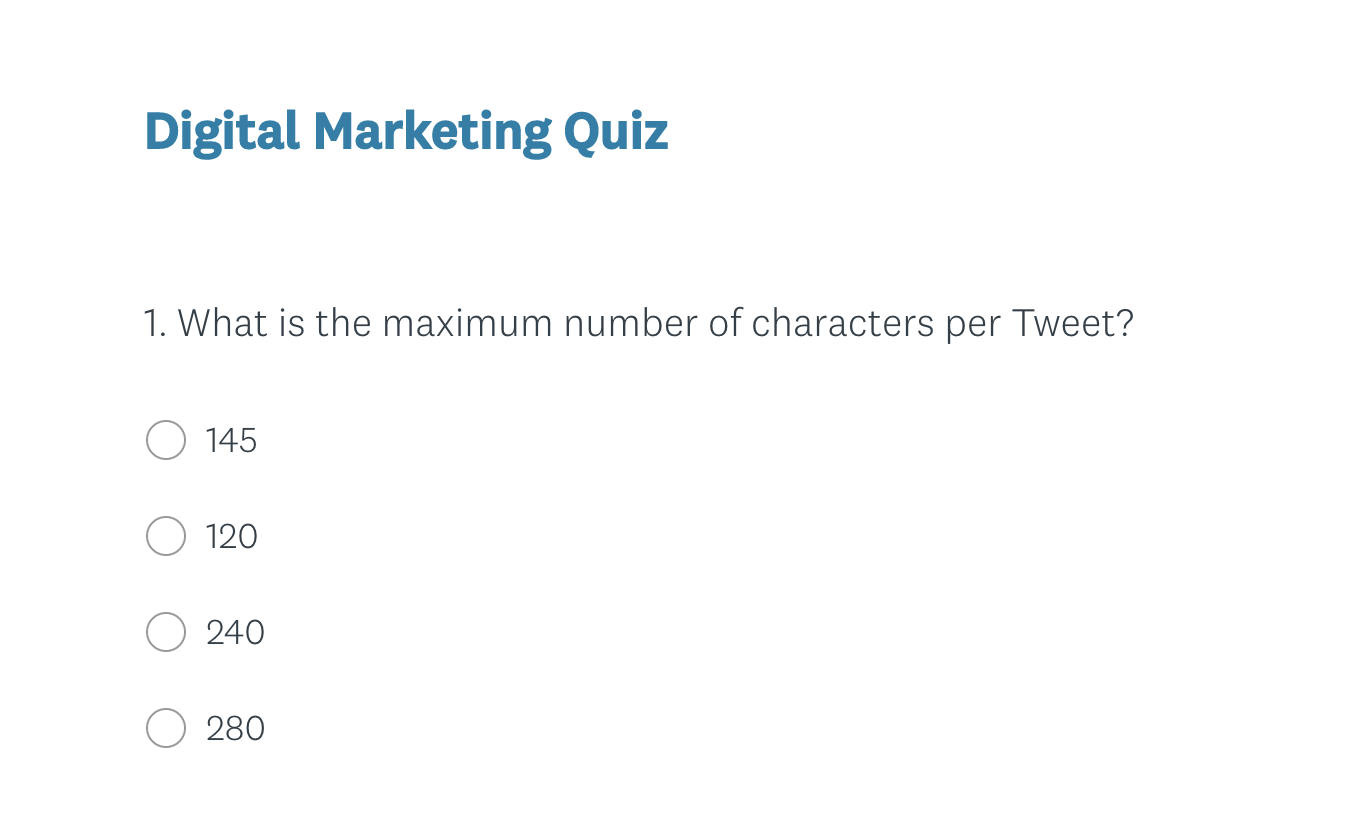 Digital Marketing Quiz
1. What is the maximum number of characters per Tweet?
145
120
240
280